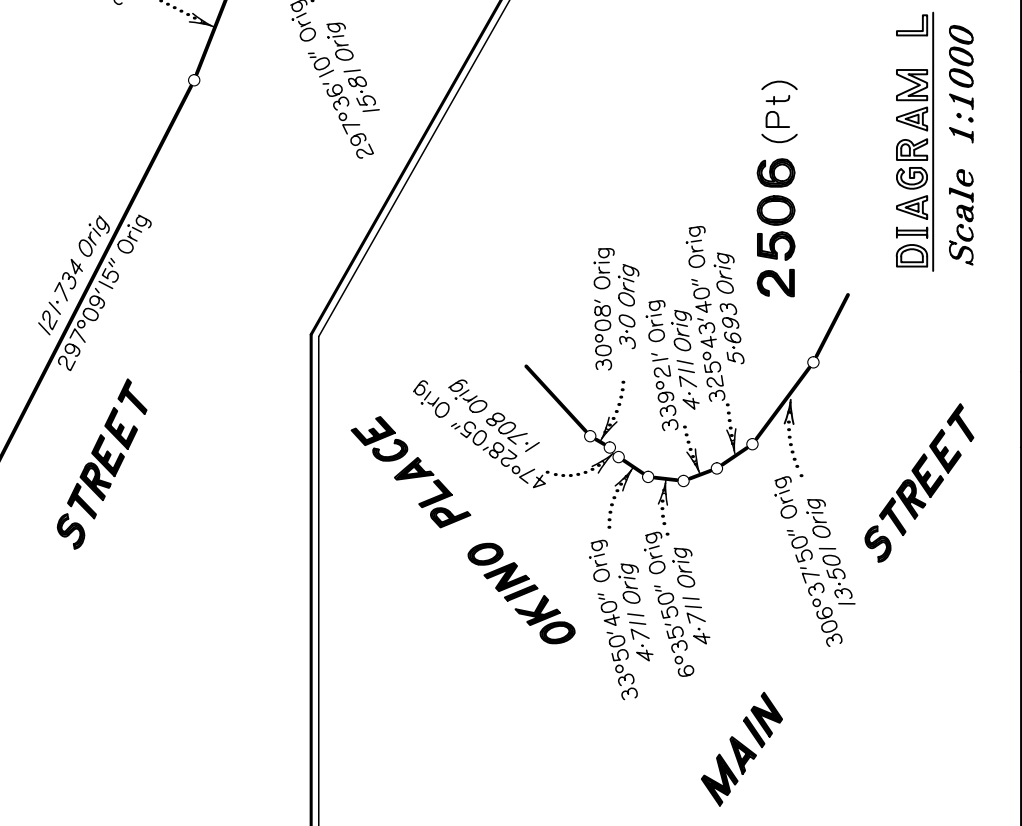 121·734 Orig
297°09'15" Orig
STREET
297°36'10" Orig
15·81 Orig
DIAGRAM L
Scale 1:1000
2506 (Pt)
30°08' Orig
3·0 Orig
339°21' Orig
4·711 Orig
325°43'40" Orig
5·693 Orig
47°28'05" Orig
1·708 Orig
OKINO PLACE
33°50'40" Orig
4·711 Orig
6°35'50" Orig
4·711 Orig
306°37'50" Orig
13·501 Orig
MAIN STREET